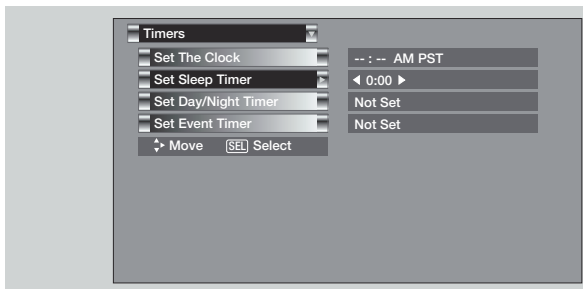 Timers
Set The Clock -- : -- AM PST
Set Sleep Timer 0:00
Set Day/Night Timer Not Set
Set Event Timer Not Set
Move SEL Select